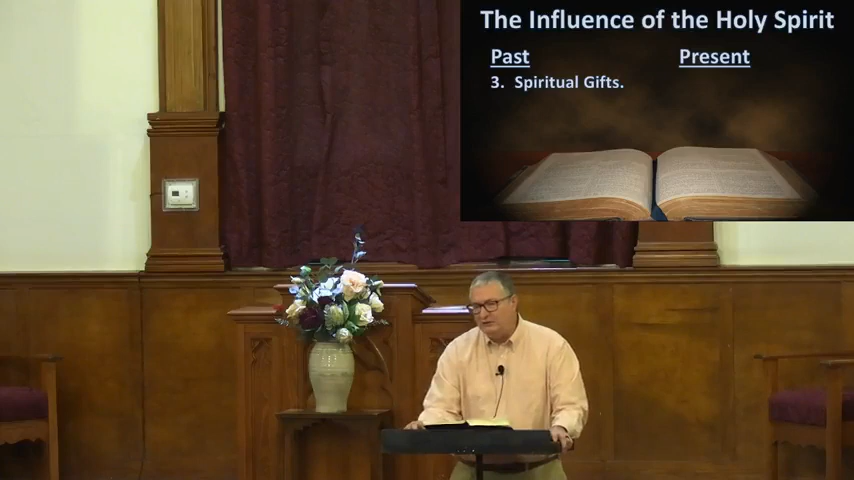 The Influence of the Holy Spirit
Past Present
3. Spiritual Gifts.